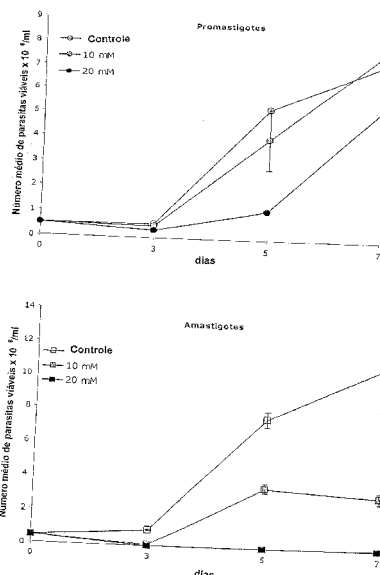 Promastigotes
Número médio de parasitas viáveis x 10 ⁶/ml
9
8
7
6
5
4
3
2
1
0
Controle
10 mM
20 mM
0
3
5
7
dias
Amastigotes
Número médio de parasitas viáveis x 10 ⁶/ml
14
12
10
8
6
4
2
0
Controle
10 mM
20 mM
0
3
5
7
dias